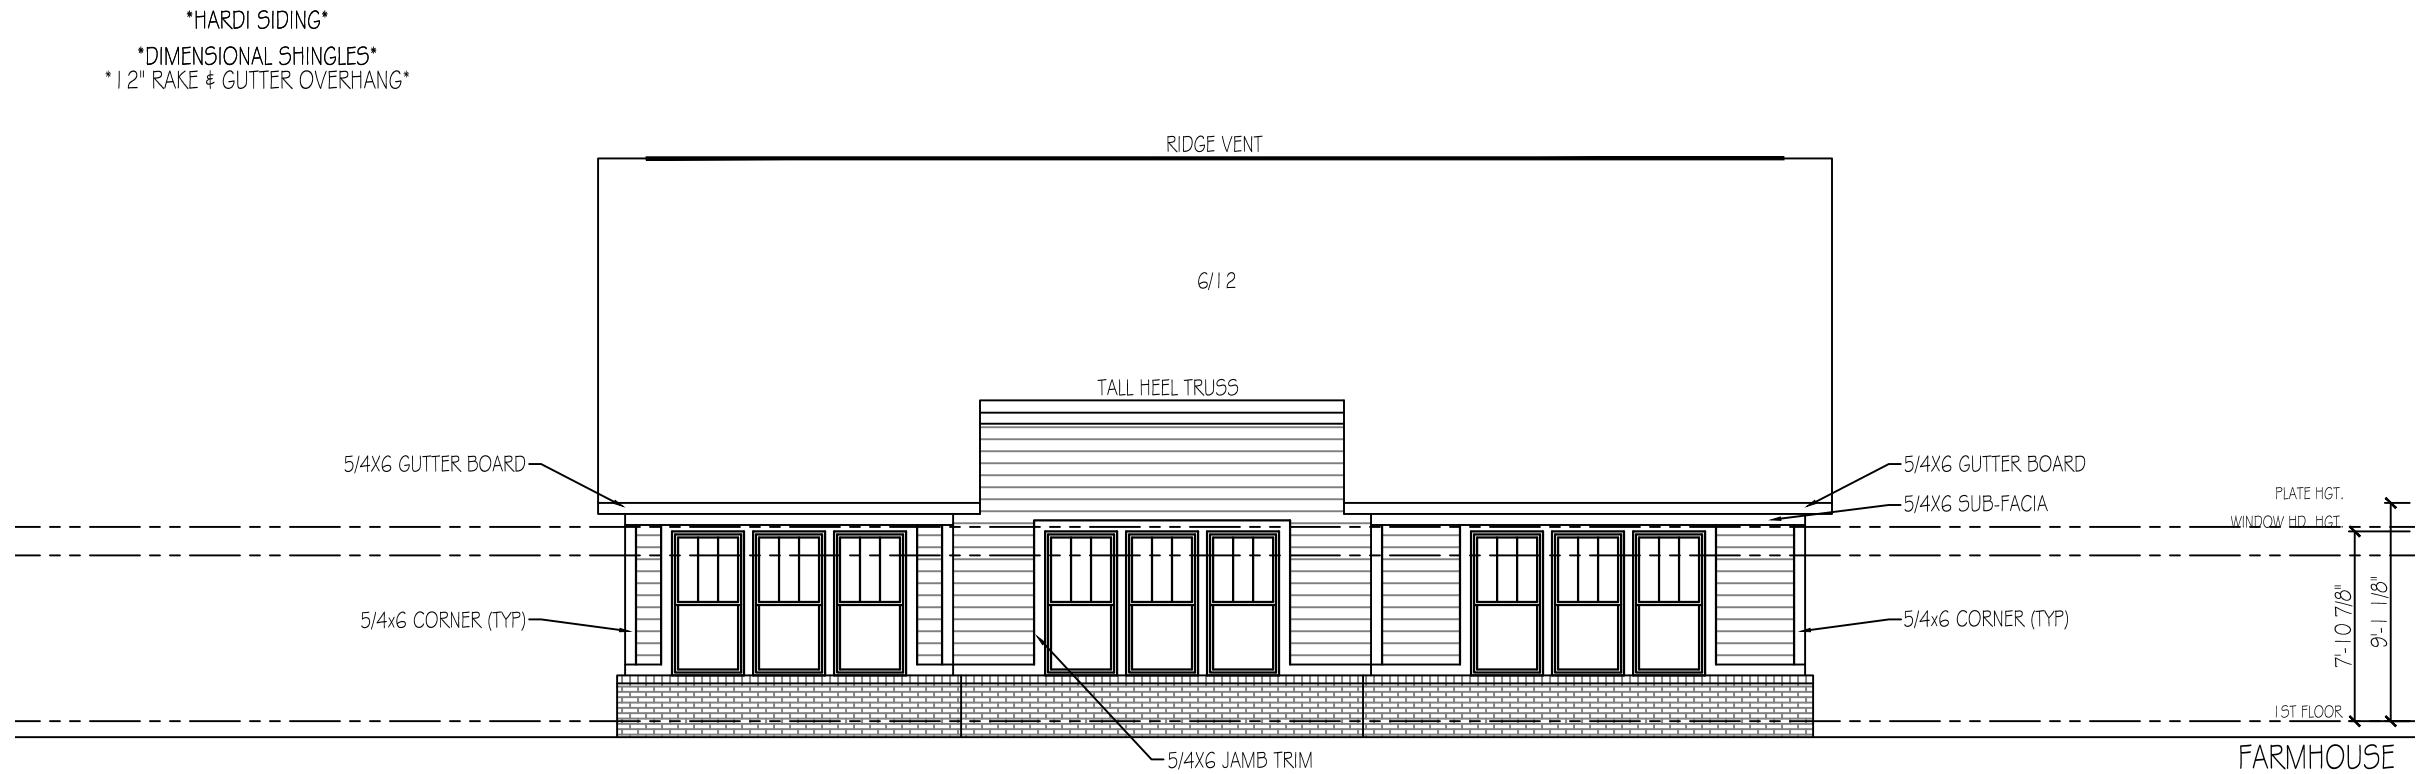 *HARDI SIDING*
*DIMENSIONAL SHINGLES*
*12" RAKE & GUTTER OVERHANG*
RIDGE VENT
6/12
TALL HEEL TRUSS
5/4X6 GUTTER BOARD
5/4X6 GUTTER BOARD
5/4X6 SUB-FACIA
PLATE HGT.
WINDOW HD. HGT.
5/4x6 CORNER (TYP)
5/4x6 CORNER (TYP)
7'-10 7/8"
9'-1 1/8"
1ST FLOOR
5/4X6 JAMB TRIM
FARMHOUSE